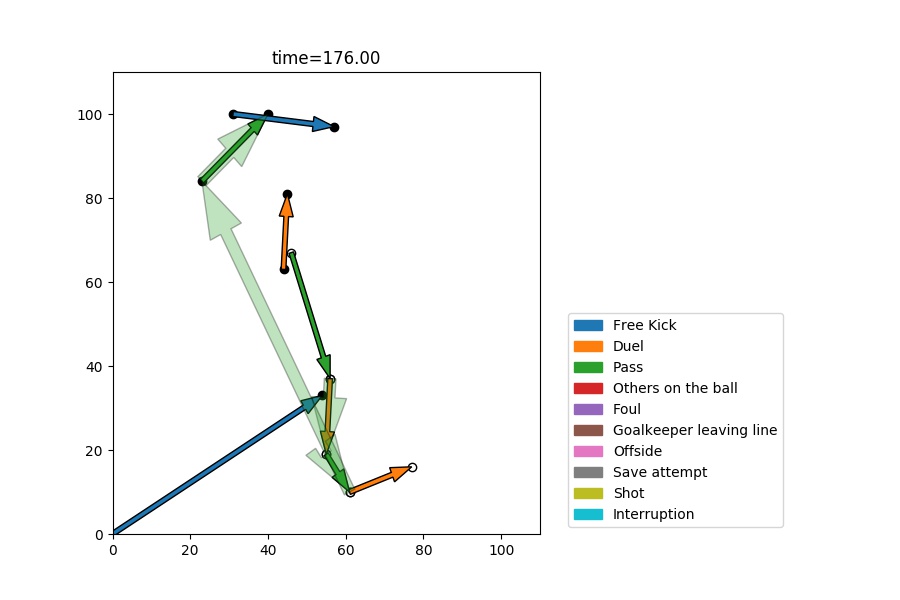 time=176.00
100
80
60
40
20
0
0
20
40
60
80
100
Free Kick
Duel
Pass
Others on the ball
Foul
Goalkeeper leaving line
Offside
Save attempt
Shot
Interruption